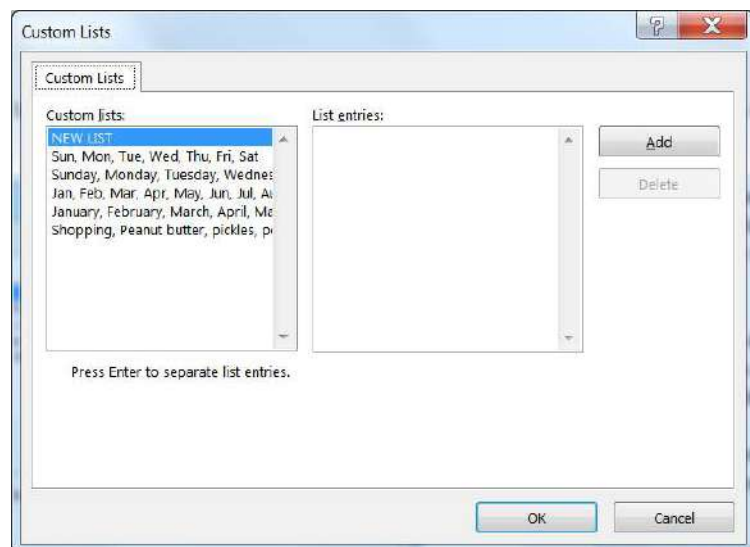 Custom Lists
Custom Lists
Custom lists:
NEW LIST
Sun, Mon, Tue, Wed, Thu, Fri, Sat
Sunday, Monday, Tuesday, Wednes
Jan, Feb, Mar, Apr, May, Jun, Jul, Au
January, February, March, April, Ma
Shopping, Peanut butter, pickles, po
List entries:
Add
Delete
Press Enter to separate list entries.
OK
Cancel